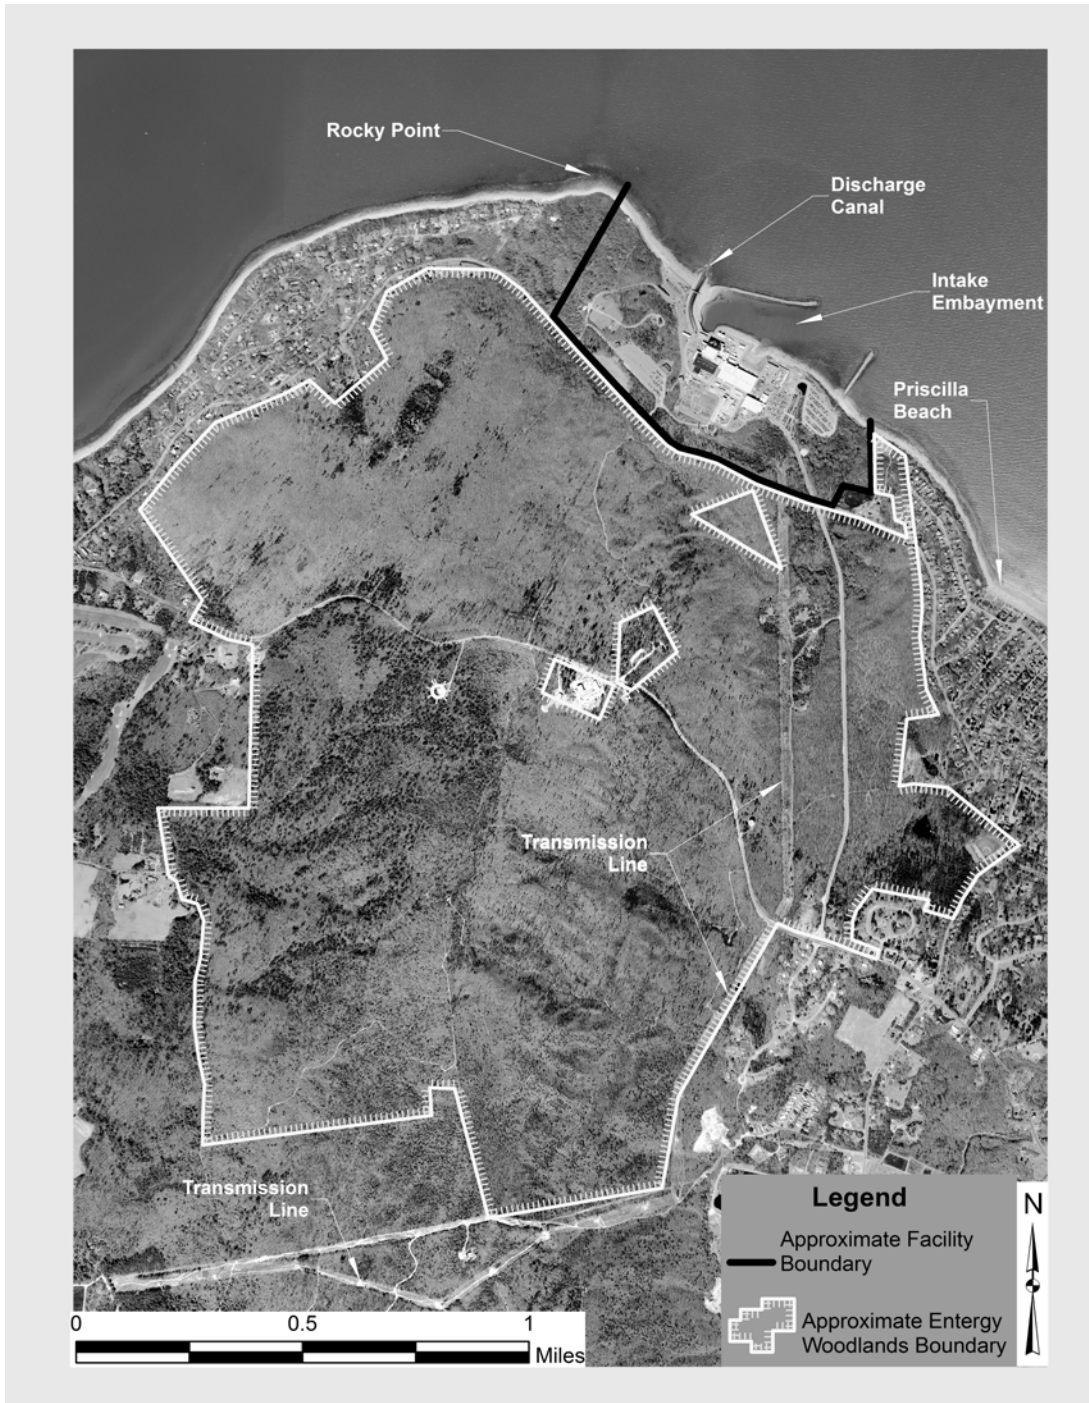 Rocky Point
Discharge
Canal
Intake
Embayment
Priscilla
Beach
Transmission
Line
Transmission
Line
Legend
Approximate Facility
Boundary
Approximate Entergy
Woodlands Boundary
N
0 0.5 1
Miles